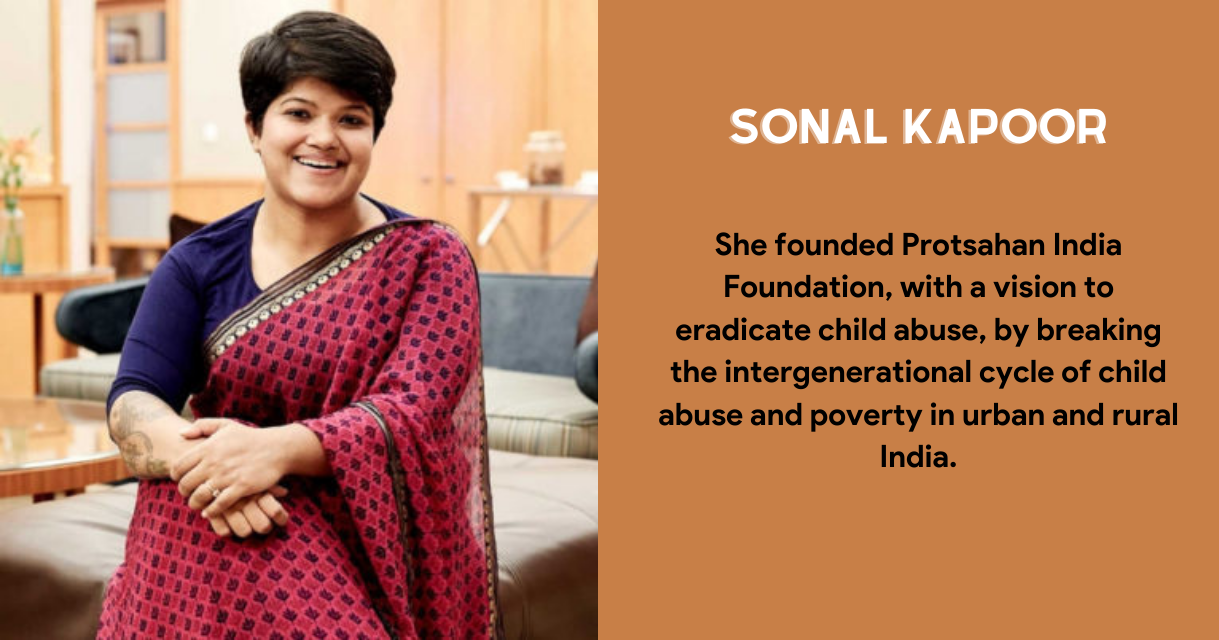 SONAL KAPOOR
She founded Protsahan India
Foundation, with a vision to
eradicate child abuse, by breaking
the intergenerational cycle of child
abuse and poverty in urban and rural
India.